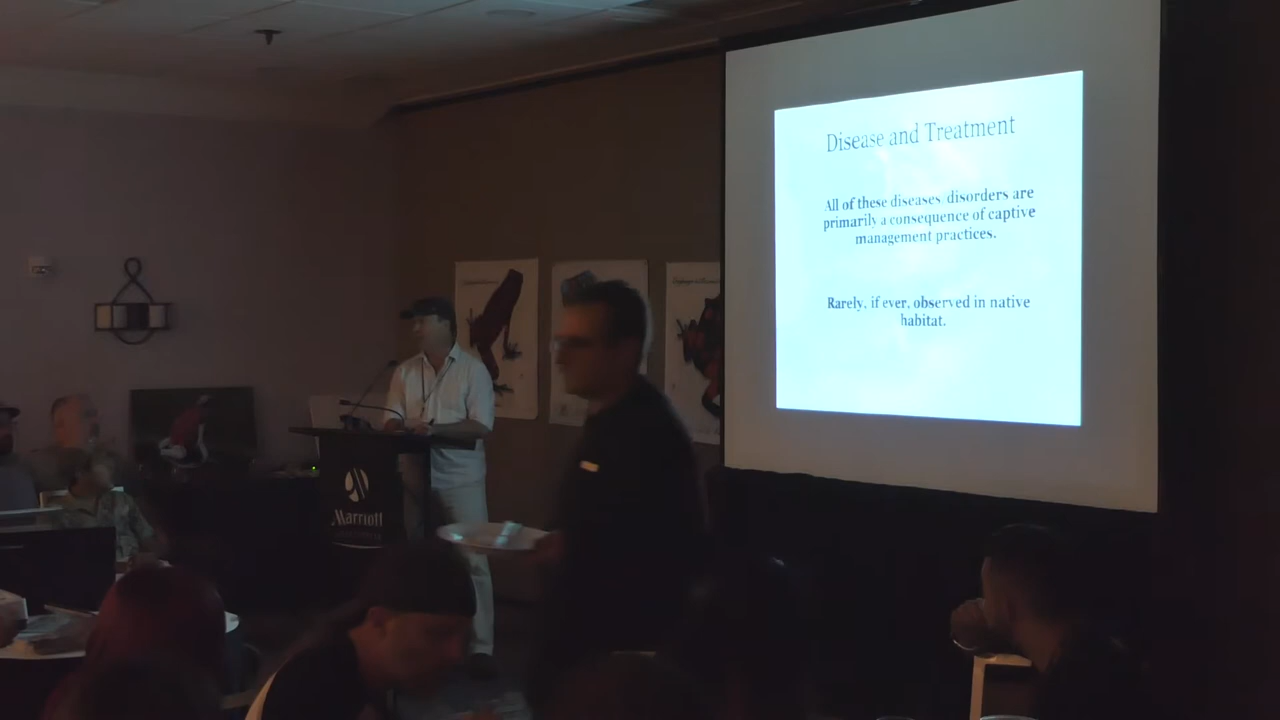 Disease and Treatment
All of these diseases/disorders are
primarily a consequence of captive
management practices.
Rarely, if ever, observed in native
habitat.
Marriott